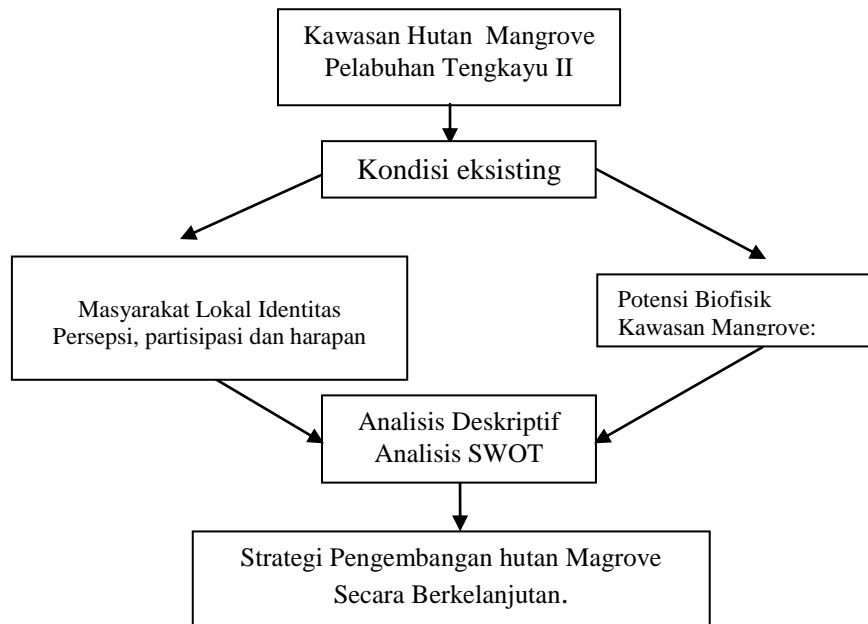 Kawasan Hutan Mangrove
Pelabuhan Tengkayu II
Kondisi eksisting
Masyarakat Lokal Identitas
Persepsi, partisipasi dan harapan
Potensi Biofisik
Kawasan Mangrove:
Analisis Deskriptif
Analisis SWOT
Strategi Pengembangan hutan Magrove
Secara Berkelanjutan.